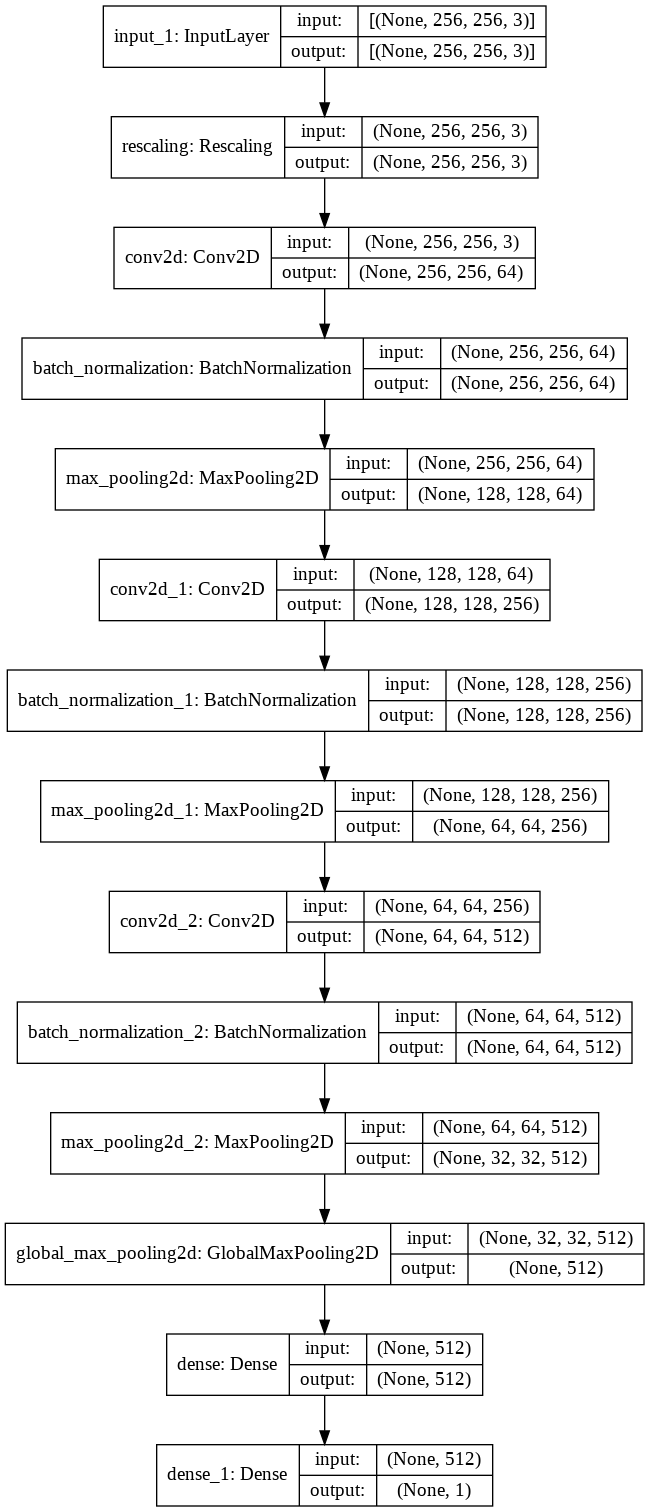 input_1: InputLayer
input: [(None, 256, 256, 3)]
output: [(None, 256, 256, 3)]
rescaling: Rescaling
input: (None, 256, 256, 3)
output: (None, 256, 256, 3)
conv2d: Conv2D
input: (None, 256, 256, 3)
output: (None, 256, 256, 64)
batch_normalization: BatchNormalization
input: (None, 256, 256, 64)
output: (None, 256, 256, 64)
max_pooling2d: MaxPooling2D
input: (None, 256, 256, 64)
output: (None, 128, 128, 64)
conv2d_1: Conv2D
input: (None, 128, 128, 64)
output: (None, 128, 128, 256)
batch_normalization_1: BatchNormalization
input: (None, 128, 128, 256)
output: (None, 128, 128, 256)
max_pooling2d_1: MaxPooling2D
input: (None, 128, 128, 256)
output: (None, 64, 64, 256)
conv2d_2: Conv2D
input: (None, 64, 64, 256)
output: (None, 64, 64, 512)
batch_normalization_2: BatchNormalization
input: (None, 64, 64, 512)
output: (None, 64, 64, 512)
max_pooling2d_2: MaxPooling2D
input: (None, 64, 64, 512)
output: (None, 32, 32, 512)
global_max_pooling2d: GlobalMaxPooling2D
input: (None, 32, 32, 512)
output: (None, 512)
dense: Dense
input: (None, 512)
output: (None, 512)
dense_1: Dense
input: (None, 512)
output: (None, 1)